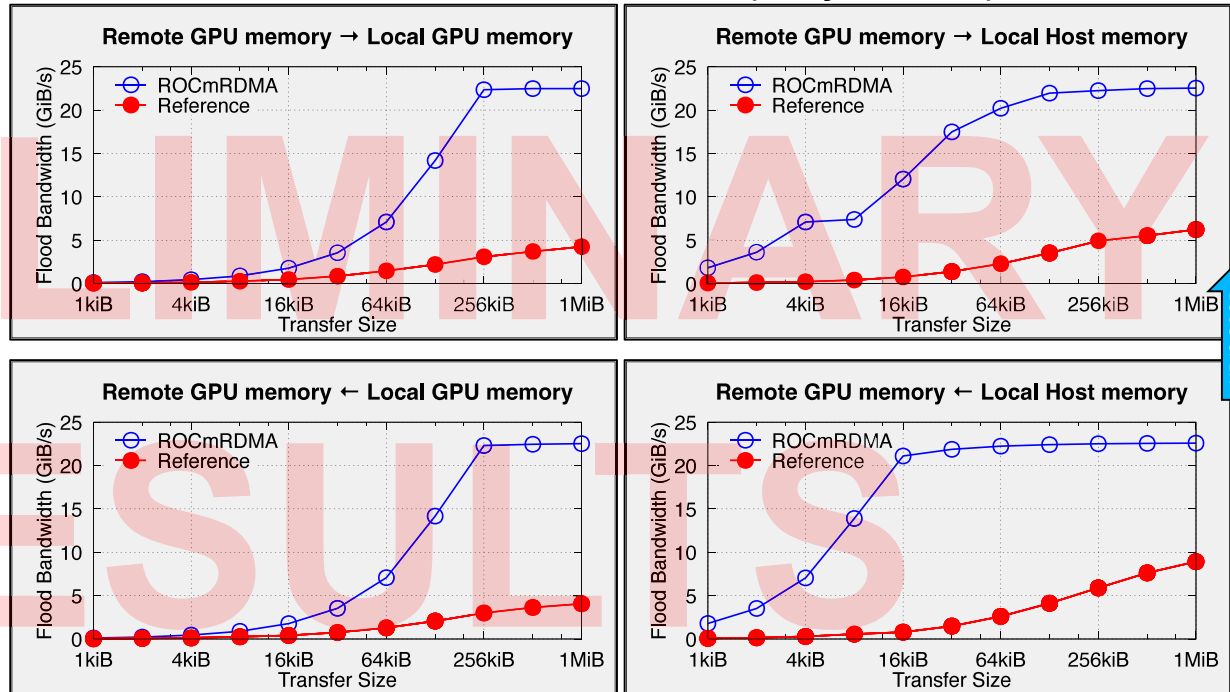 Remote GPU memory → Local GPU memory
25
20
15
10
5
0
Flood Bandwidth (GiB/s)
ROCmRDMA
Reference
1kiB 4kiB 16kiB 64kiB 256kiB 1MiB
Transfer Size
Remote GPU memory → Local Host memory
25
20
15
10
5
0
Flood Bandwidth (GiB/s)
ROCmRDMA
Reference
1kiB 4kiB 16kiB 64kiB 256kiB 1MiB
Transfer Size
LIMINARY
Remote GPU memory ← Local GPU memory
25
20
15
10
5
0
Flood Bandwidth (GiB/s)
ROCmRDMA
Reference
1kiB 4kiB 16kiB 64kiB 256kiB 1MiB
Transfer Size
Remote GPU memory ← Local Host memory
25
20
15
10
5
0
Flood Bandwidth (GiB/s)
ROCmRDMA
Reference
1kiB 4kiB 16kiB 64kiB 256kiB 1MiB
Transfer Size
ESULTS